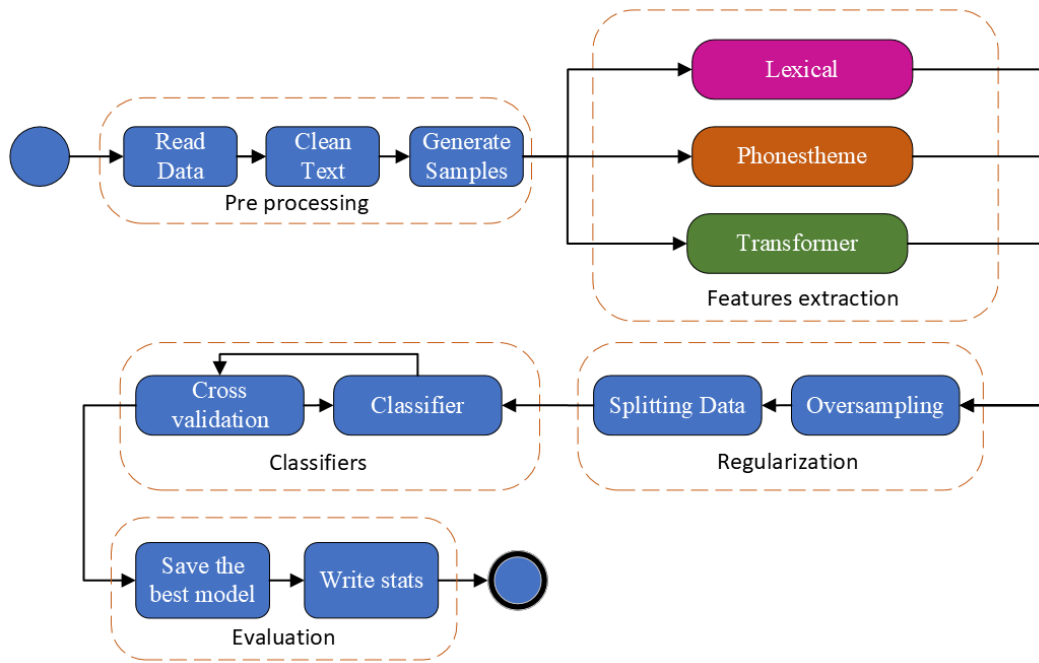 Read
Data
Clean
Text
Generate
Samples
Pre processing
Lexical
Phonestheme
Transformer
Features extraction
Cross
validation
Classifier
Classifiers
Splitting Data
Oversampling
Regularization
Save the
best model
Write stats
Evaluation